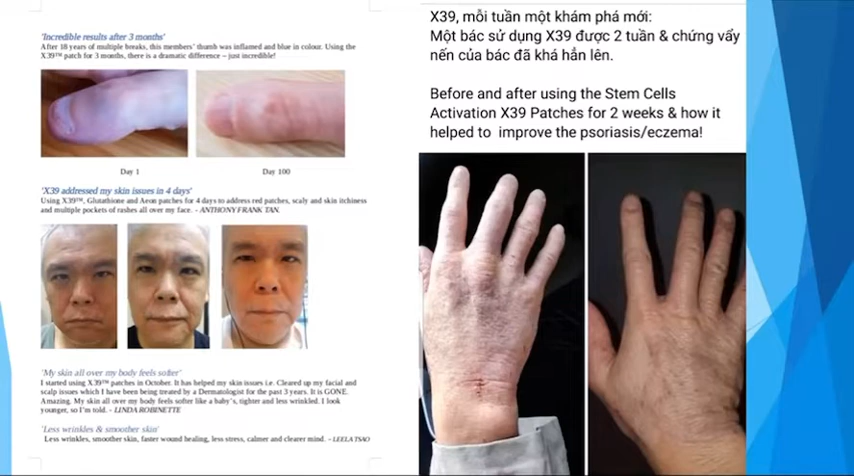 'Incredible results after 3 months'
After 18 years of multiple breaks, this members' thumb was inflamed and blue in colour. Using the
X39™ patch for 3 months, there is a dramatic difference – just incredible!
Day 1
Day 100
'X39 addressed my skin issues in 4 days'
Using X39™, Glutathione and Aeon patches for 4 days to address red patches, scaly and skin itchiness
and multiple pockets of rashes all over my face. - ANTHONY FRANK TAN.
'My skin all over my body feels softer'
I started using X39™ patches in October. It has helped my skin issues i.e. Cleared up my facial and
scalp issues which I have been being treated by a Dermatologist for the past 3 years. It is GONE.
Amazing. My skin all over my body feels softer like a baby's, tighter and less wrinkled. I look
younger, so I'm told. - LINDA ROBINETTE
'Less wrinkles & smoother skin'
Less wrinkles, smoother skin, faster wound healing, less stress, calmer and clearer mind. - LEELA TSAO
X39, mỗi tuần một khám phá mới:
Một bác sử dụng X39 được 2 tuần & chứng vẩy
nến của bác đã khá hẳn lên.
Before and after using the Stem Cells
Activation X39 Patches for 2 weeks & how it
helped to improve the psoriasis/eczema!